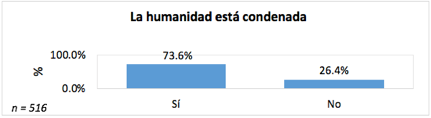 La humanidad está condenada
100.0%
73.6%
26.4%
%
0.0%
Sí No
n = 516